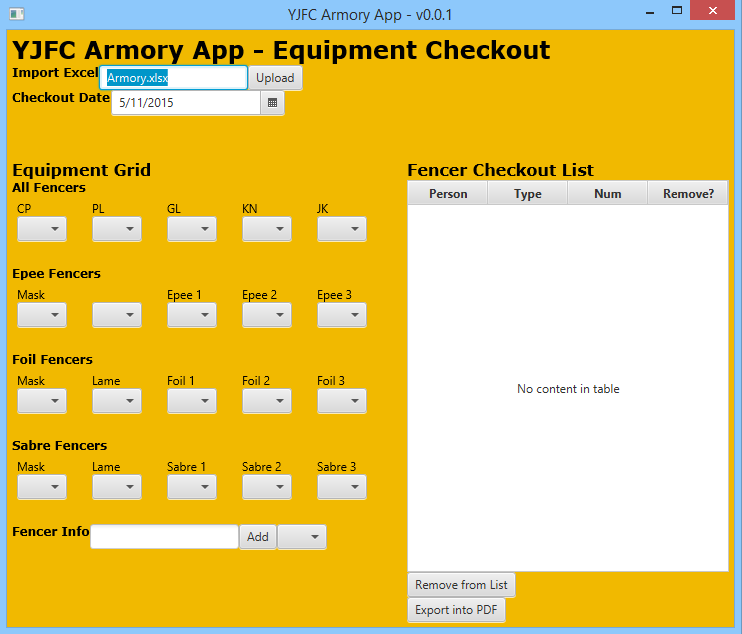 YJFC Armory App - v0.0.1
YJFC Armory App - Equipment Checkout
Import Excel Armory.xlsx Upload
Checkout Date 5/11/2015
Equipment Grid
All Fencers
CP PL GL KN JK
Epee Fencers
Mask Epee 1 Epee 2 Epee 3
Foil Fencers
Mask Lame Foil 1 Foil 2 Foil 3
Sabre Fencers
Mask Lame Sabre 1 Sabre 2 Sabre 3
Fencer Info Add
Fencer Checkout List
Person Type Num Remove?
No content in table
Remove from List
Export into PDF